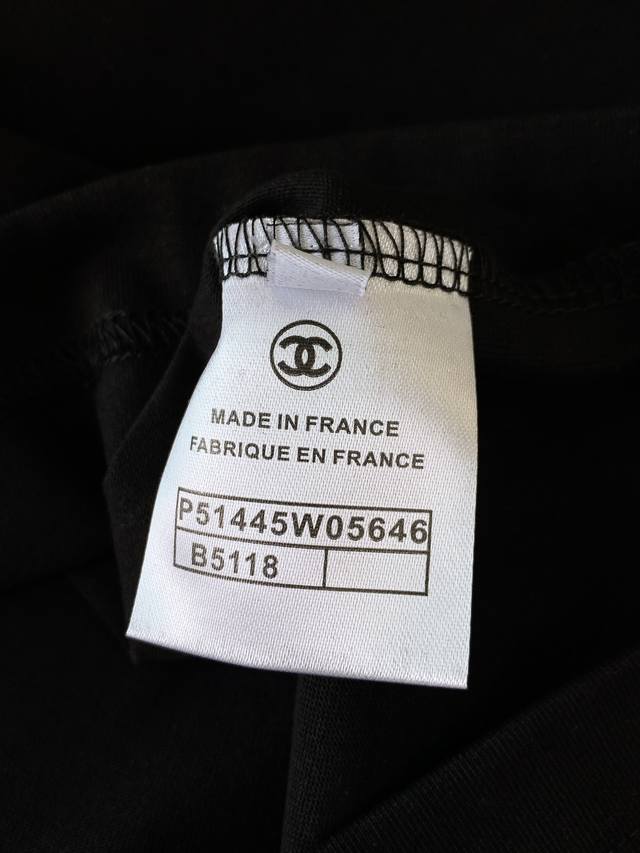 MADE IN FRANCE
FABRIQUE EN FRANCE
P51445W05646
B5118